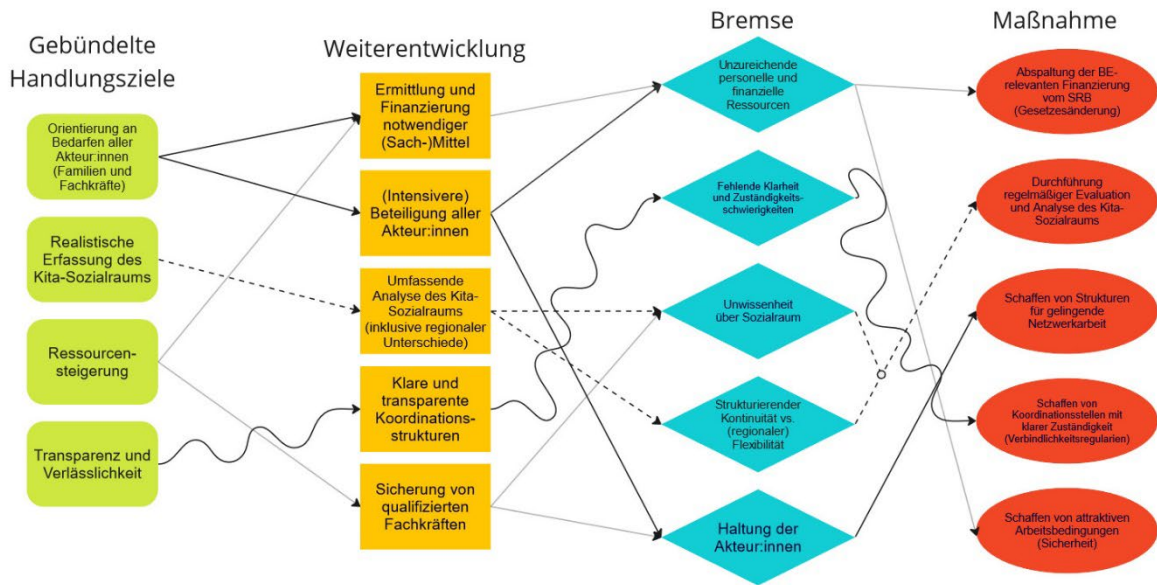 Gebündelte
Handlungsziele
Orientierung an
Bedarfen aller
Akteur:innen
(Familien und
Fachkräfte)
Realistische
Erfassung des
Kita-Sozialraums
Ressourcen-
steigerung
Transparenz und
Verlässlichkeit
Weiterentwicklung
Ermittlung und
Finanzierung
notwendiger
(Sach-)Mittel
(Intensivere)
Beteiligung aller
Akteur:innen
Umfassende
Analyse des Kita-
Sozialraums
(inklusive regionaler
Unterschiede)
Klare und
transparente
Koordinations-
strukturen
Sicherung von
qualifizierten
Fachkräften
Bremse
Unzureichende
personelle und
finanzielle
Ressourcen
Fehlende Klarheit
und Zuständigkeits-
schwierigkeiten
Unwissenheit
über Sozialraum
Strukturierender
Kontinuität vs.
(regionaler)
Flexibilität
Haltung der
Akteur:innen
Maßnahme
Abspaltung der BE-
relevanten Finanzierung
vom SRB
(Gesetzesänderung)
Durchführung
regelmäßiger Evaluation
und Analyse des Kita-
Sozialraums
Schaffen von Strukturen
für gelingende
Netzwerkarbeit
Schaffen von
Koordinationsstellen mit
klarer Zuständigkeit
(Verbindlichkeitsregularien)
Schaffen von attraktiven
Arbeitsbedingungen
(Sicherheit)